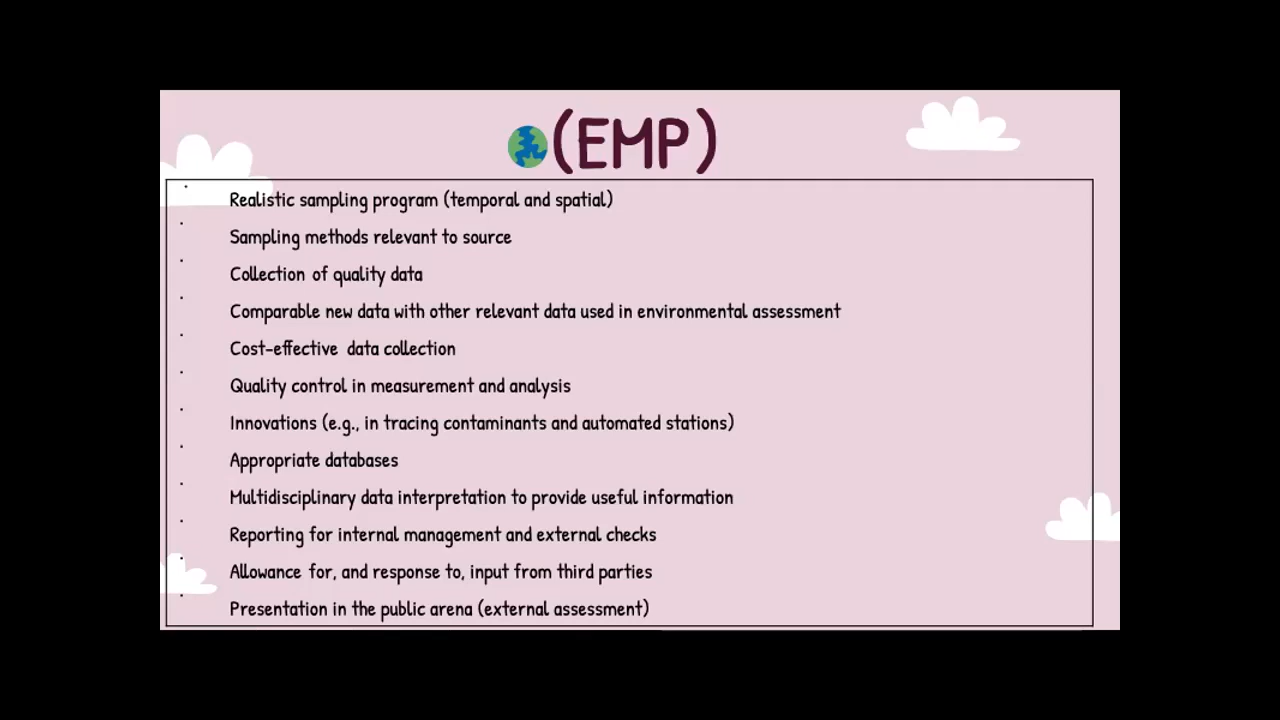 (EMP)
Realistic sampling program (temporal and spatial)
Sampling methods relevant to source
Collection of quality data
Comparable new data with other relevant data used in environmental assessment
Cost-effective data collection
Quality control in measurement and analysis
Innovations (e.g., in tracing contaminants and automated stations)
Appropriate databases
Multidisciplinary data interpretation to provide useful information
Reporting for internal management and external checks
Allowance for, and response to, input from third parties
Presentation in the public arena (external assessment)